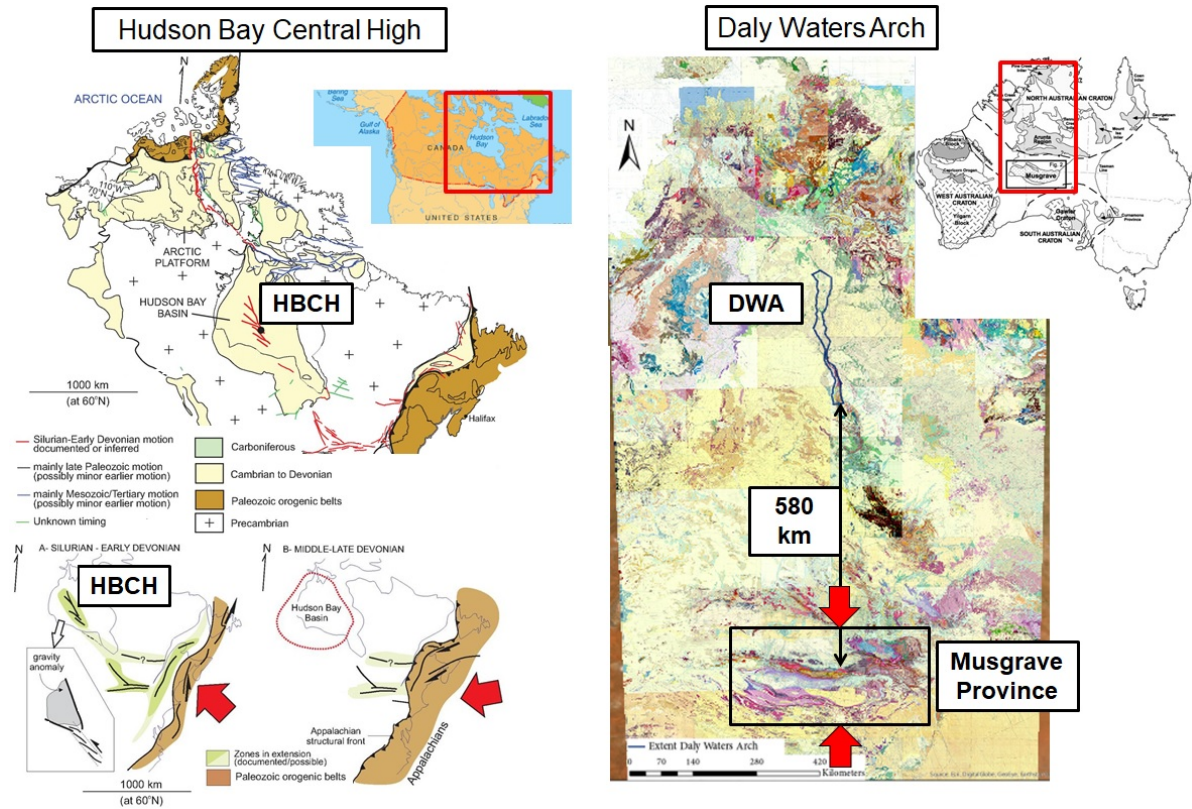 Hudson Bay Central High
N
ARCTIC OCEAN
110°W
ARCTIC
PLATFORM
HUDSON BAY
BASIN
HBCH
1000 km
(at 60°N)
Halifax
Bering
Sea
Gulf of
Alaska
CANADA
Hudson
Bay
Labrador
Sea
UNITED STATES
Silurian-Early Devonian motion
documented or inferred
mainly late Paleozoic motion
(possibly minor earlier motion)
mainly Mesozoic/Tertiary motion
(possibly minor earlier motion)
Unknown timing
Carboniferous
Cambrian to Devonian
Paleozoic orogenic belts
Precambrian
A- SILURIAN - EARLY DEVONIAN
N
HBCH
gravity
anomaly
?
1000 km
(at 60°N)
B- MIDDLE-LATE DEVONIAN
N
Hudson Bay
Basin
?
Appalachian
structural front
Appalachians
Zones in extension
(documented/possible)
Paleozoic orogenic belts
Daly Waters Arch
N
DWA
580
km
Musgrave
Province
Extent Daly Waters Arch
0 70 140 280 420
Kilometers
NORTH AUSTRALIAN
CRATON
Arunta
Region
Fig. 2
Musgrave
WEST AUSTRALIAN
CRATON
Yilgarn
Block
Gawler
Craton
SOUTH AUSTRALIAN
CRATON